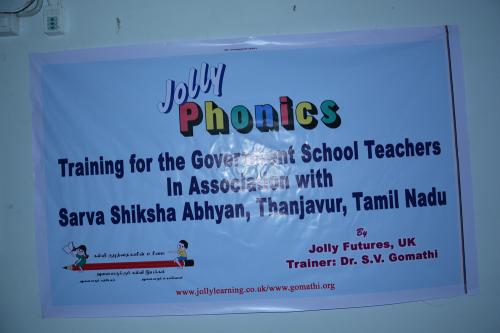 Jolly
Phonics
Training for the Government School Teachers
In Association with
Sarva Shiksha Abhyan, Thanjavur, Tamil Nadu
By
Jolly Futures, UK
Trainer: Dr. S.V. Gomathi
www.jollylearning.co.uk/www.gomathi.org